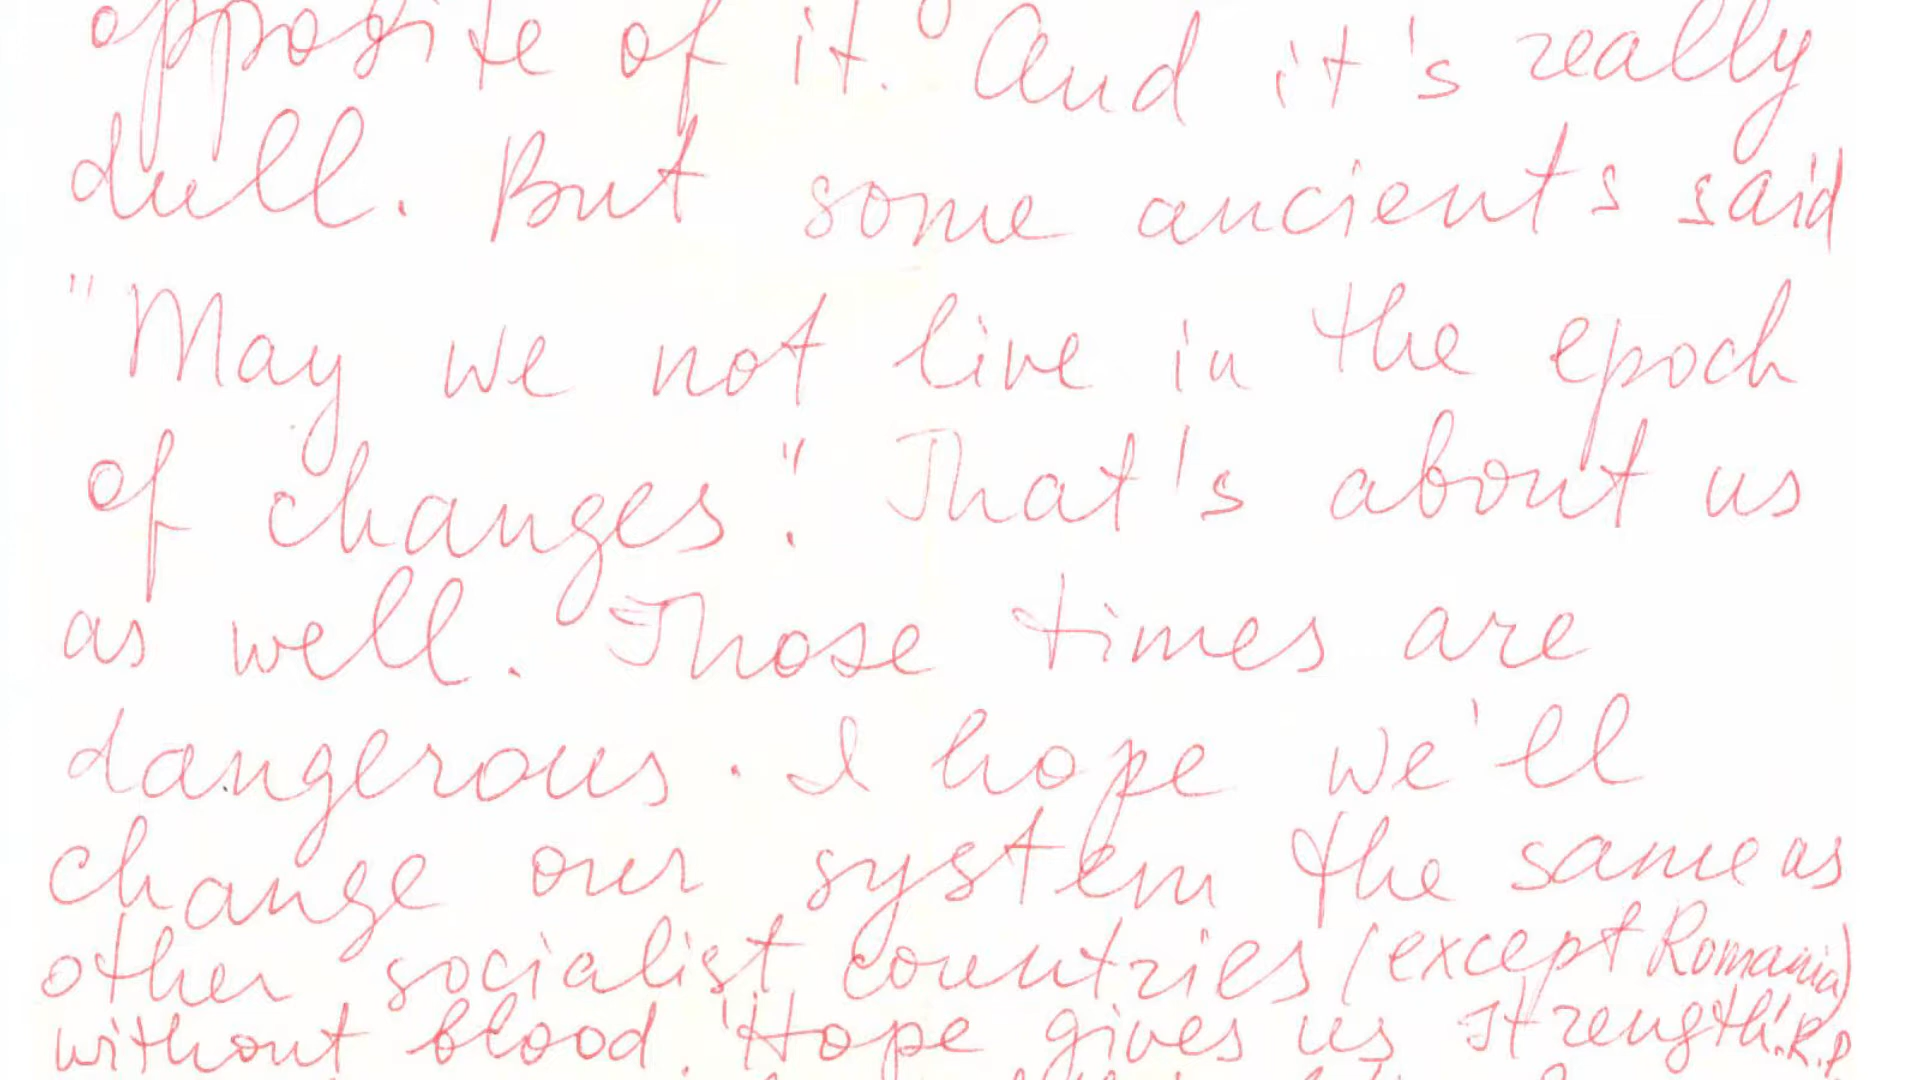 opposite of it. And it's really
dull. But some ancients said
"May we not live in the epoch
of changes". That's about us
as well. Those times are
dangerous. I hope we'll
change our system the same as
other socialist countries (except Romania)
without blood. "Hope gives us strength". R.P